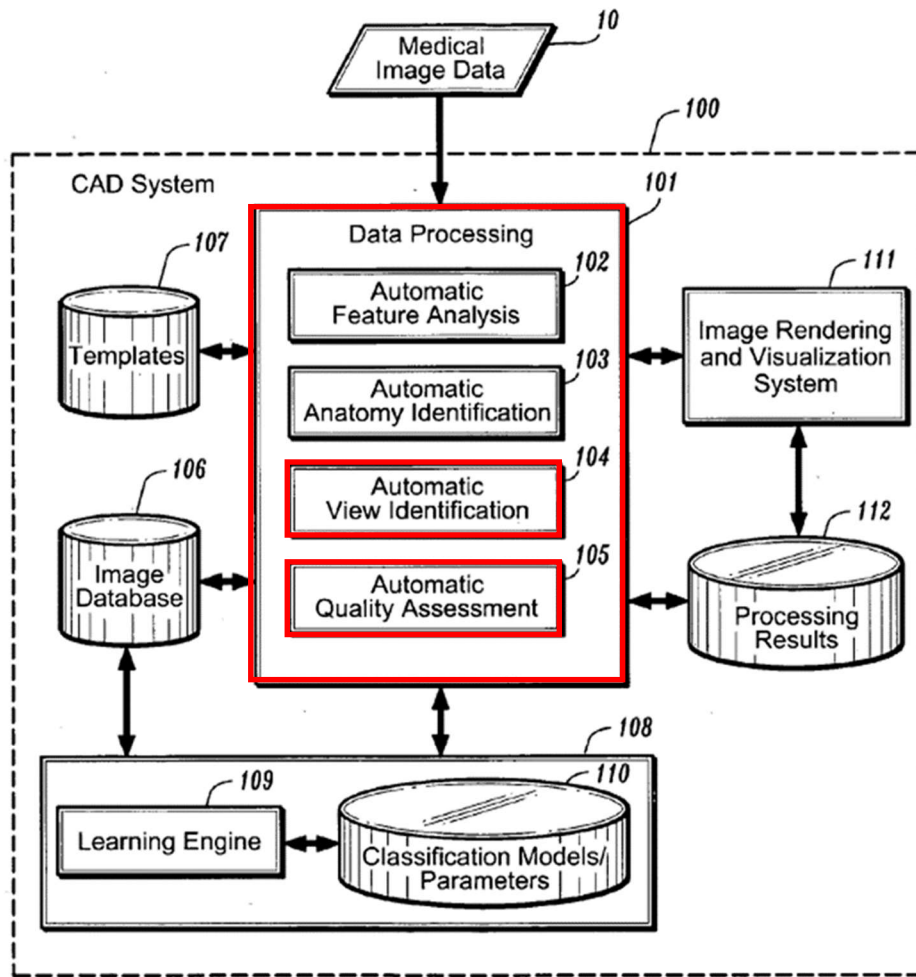 10
Medical
Image Data
100
CAD System
101
Data Processing
107
102
Automatic
Feature Analysis
111
Templates
Image Rendering
and Visualization
System
103
Automatic
Anatomy Identification
106
104
Automatic
View Identification
112
Image
Database
105
Automatic
Quality Assessment
Processing
Results
108
109
110
Learning Engine
Classification Models/
Parameters